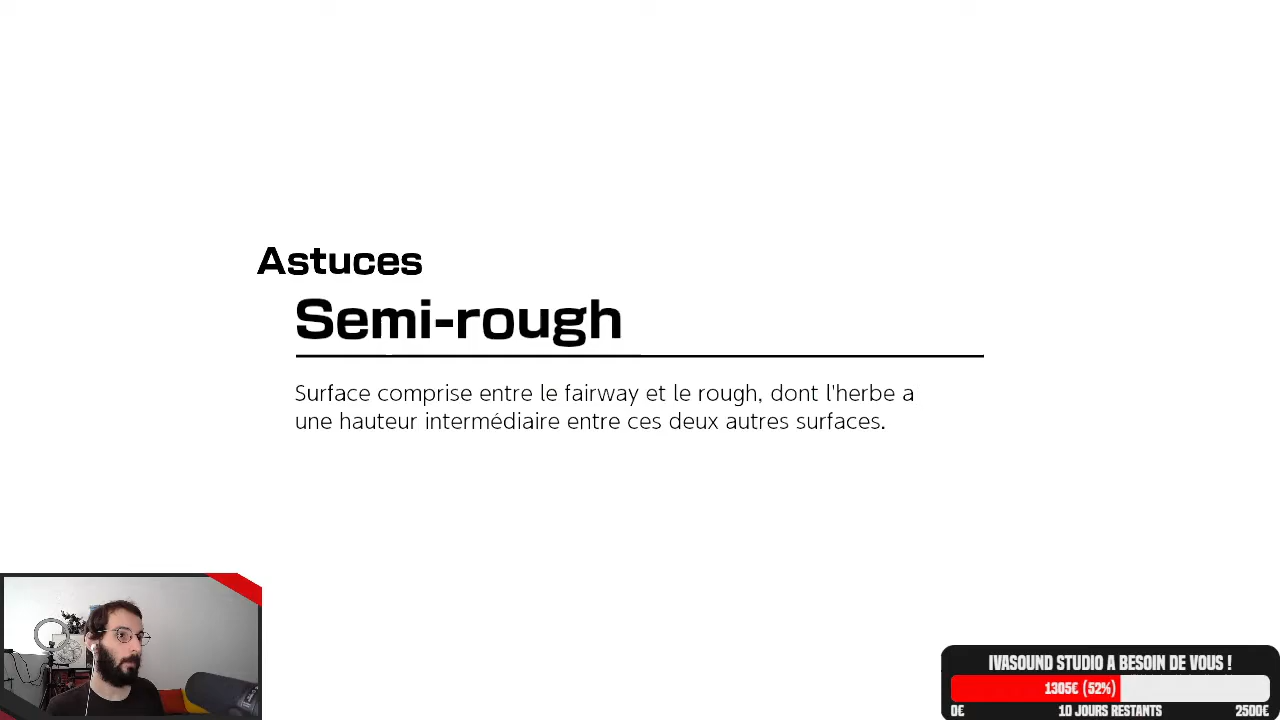 Astuces
Semi-rough
Surface comprise entre le fairway et le rough, dont l'herbe a
une hauteur intermédiaire entre ces deux autres surfaces.
IVASOUND STUDIO A BESOIN DE VOUS !
1305€ (52%)
0€ 10 JOURS RESTANTS 2500€